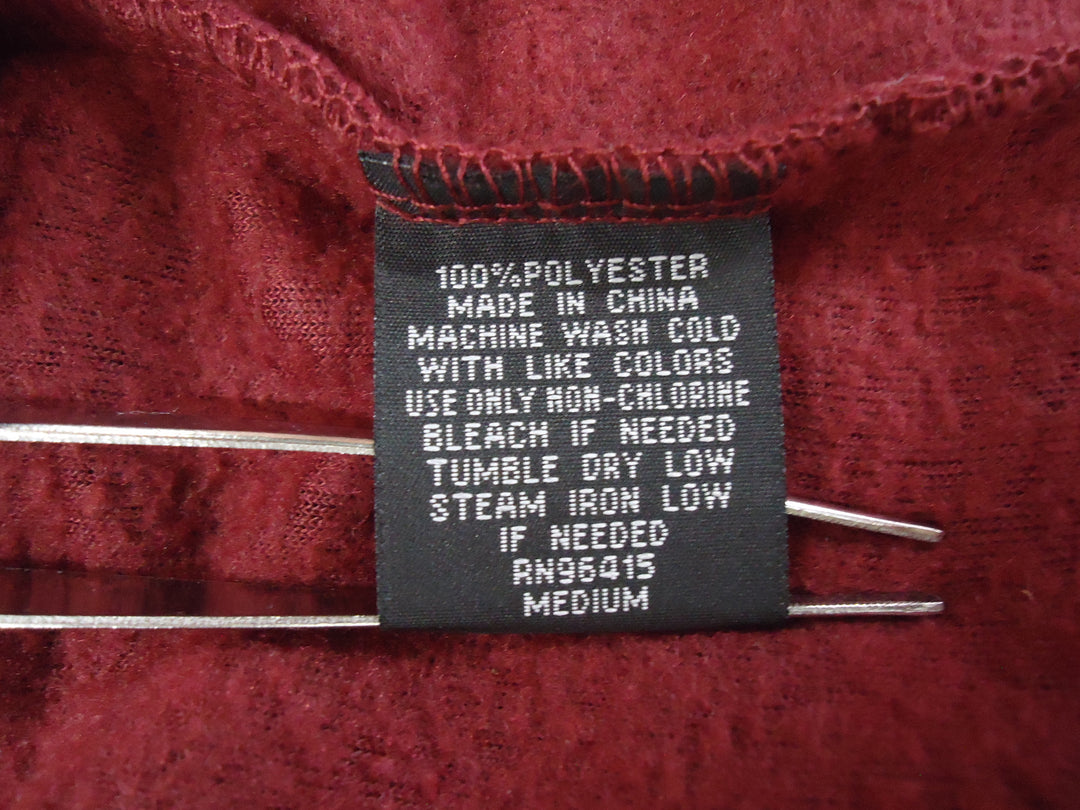 100%POLYESTER
MADE IN CHINA
MACHINE WASH COLD
WITH LIKE COLORS
USE ONLY NON-CHLORINE
BLEACH IF NEEDED
TUMBLE DRY LOW
STEAM IRON LOW
IF NEEDED
RN96415
MEDIUM